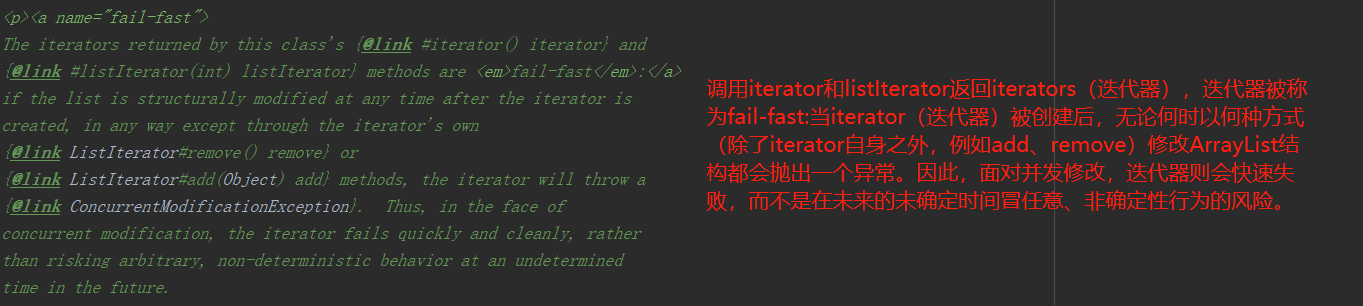 <p><a name="fail-fast">
The iterators returned by this class's {@link #iterator() iterator} and
{@link #listIterator(int) listIterator} methods are <em>fail-fast</em>:</a>
if the list is structurally modified at any time after the iterator is
created, in any way except through the iterator's own
{@link ListIterator#remove() remove} or
{@link ListIterator#add(Object) add} methods, the iterator will throw a
{@link ConcurrentModificationException}.  Thus, in the face of
concurrent modification, the iterator fails quickly and cleanly, rather
than risking arbitrary, non-deterministic behavior at an undetermined
time in the future.
调用iterator和listIterator返回iterators（迭代器），迭代器被称
为fail-fast:当iterator（迭代器）被创建后，无论何时以何种方式
（除了iterator自身之外，例如add、remove）修改ArrayList结
构都会抛出一个异常。因此，面对并发修改，迭代器则会快速失
败，而不是在未来的未确定时间冒任意、非确定性行为的风险。